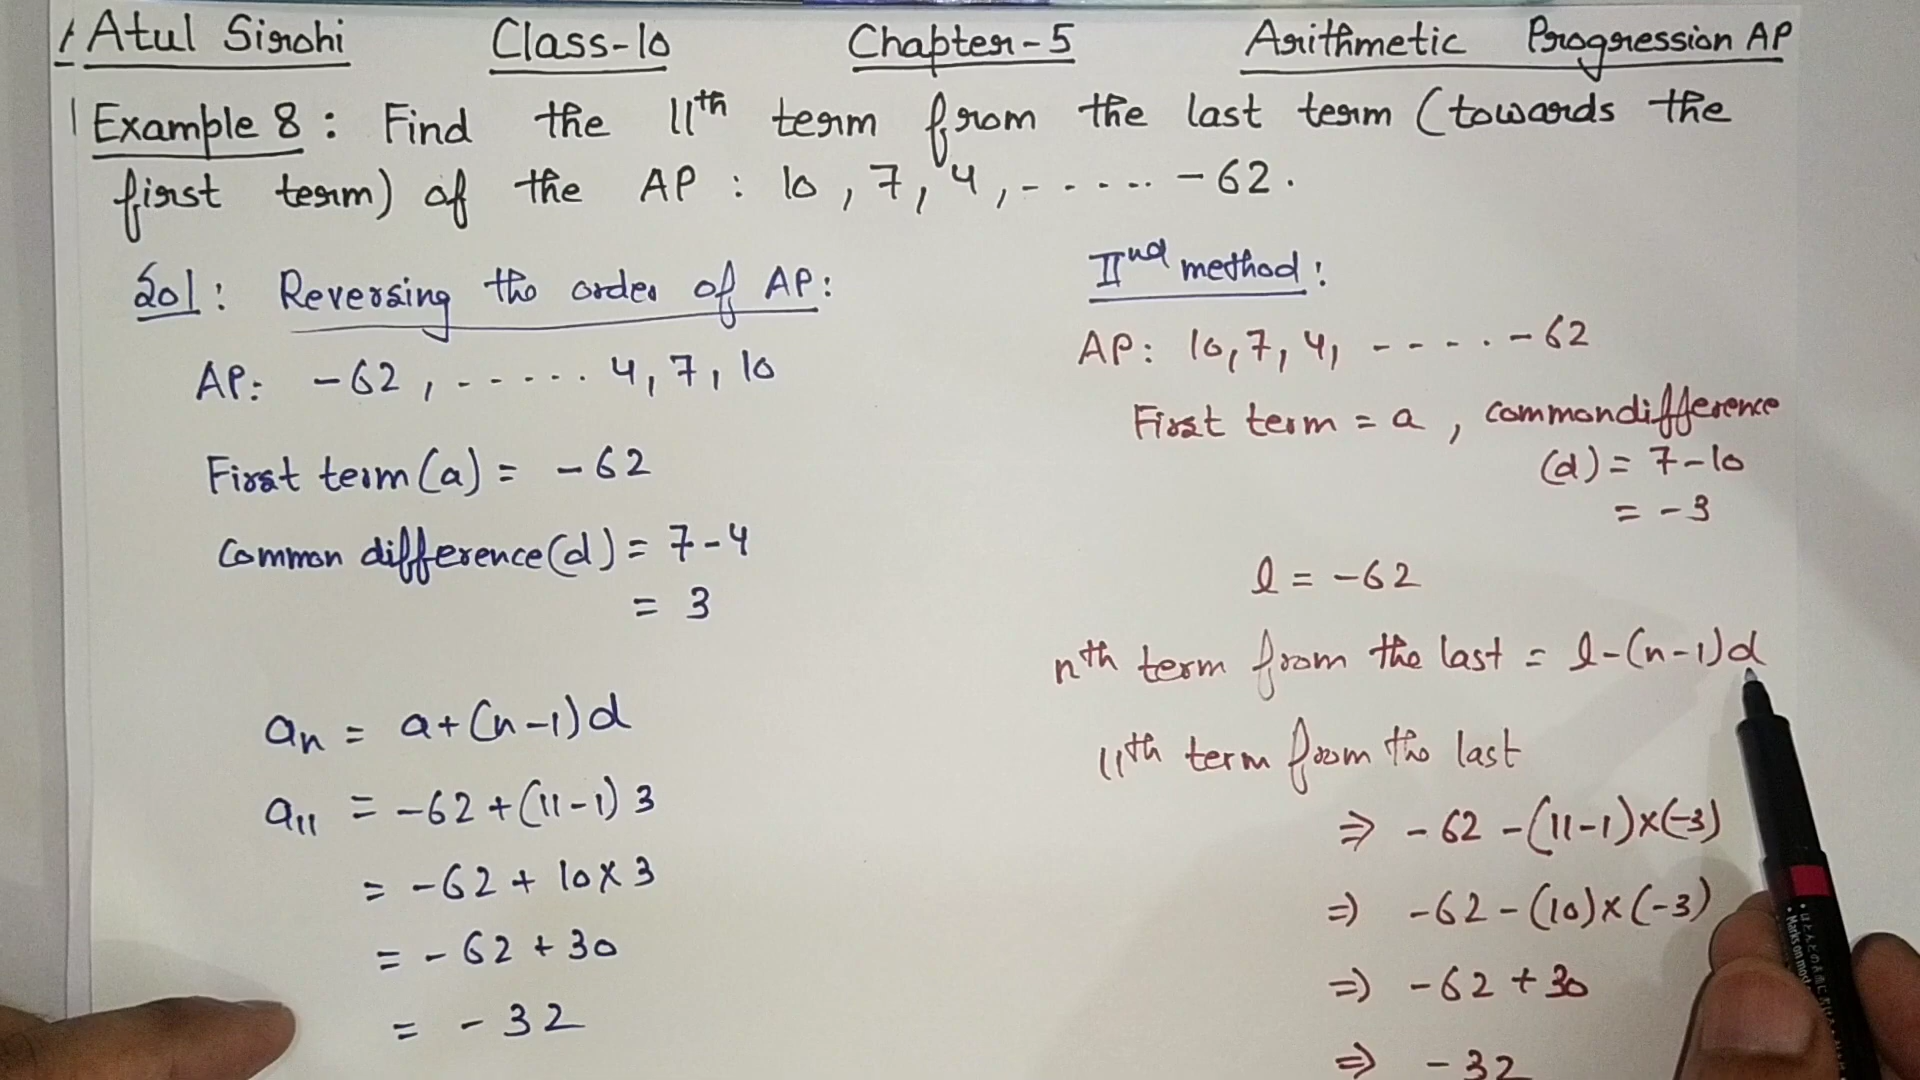 Atul Sirohi Class-10 Chapter-5 Arithmetic Progression AP
Example 8 : Find the 11th term from the last term (towards the
first term) of the AP : 10 , 7, 4, - - - - - - -62.
Sol: Reversing the order of AP:
AP: -62 , - - - - - - 4, 7, 10
First term (a) = -62
Common difference (d) = 7-4
= 3
an = a+(n-1)d
a11 = -62+(11-1) 3
= -62+ 10x3
= -62 +30
= -32
IInd method :
AP: 10, 7, 4, - - - - - -62
First term = a , common difference
(d) = 7-10
= -3
l = -62
nth term from the last = l-(n-1)d
11th term from the last
⇒ -62 -(11-1)x(-3)
⇒ -62-(10)x(-3)
⇒ -62 +30
⇒ -32